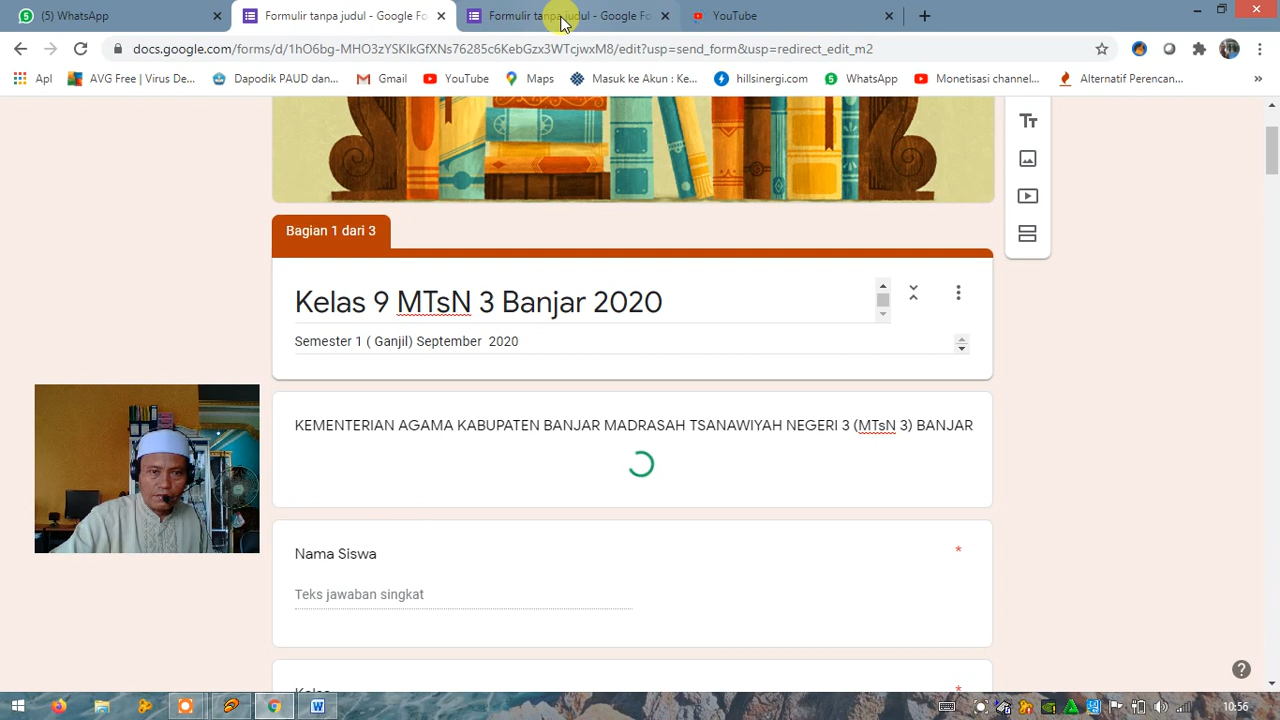 (5) WhatsApp
Formulir tanpa judul - Google Fo
Formulir tanpa judul - Google Fo
YouTube
docs.google.com/forms/d/1hO6bg-MHO3zYSKIkGfXNs76285c6KebGzx3WTcjwxM8/edit?usp=send_form&usp=redirect_edit_m2
Apl
AVG Free | Virus De...
Dapodik PAUD dan...
Gmail
YouTube
Maps
Masuk ke Akun : Ke...
hillsinergi.com
WhatsApp
Monetisasi channel...
Alternatif Perencan...
»
Bagian 1 dari 3
Kelas 9 MTsN 3 Banjar 2020
Semester 1 ( Ganjil) September 2020
KEMENTERIAN AGAMA KABUPATEN BANJAR MADRASAH TSANAWIYAH NEGERI 3 (MTsN 3) BANJAR
Nama Siswa *
Teks jawaban singkat
Kelas *
10:56